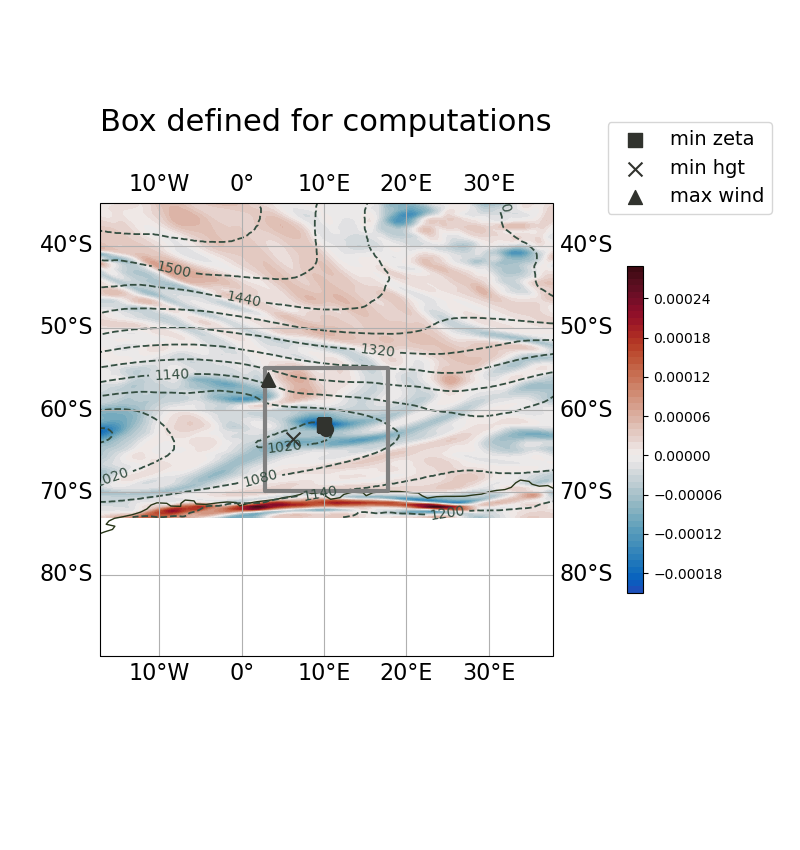 Box defined for computations
min zeta
min hgt
max wind
10°W 0° 10°E 20°E 30°E
40°S 40°S
50°S 50°S
60°S 60°S
70°S 70°S
80°S 80°S
10°W 0° 10°E 20°E 30°E
1500
1440
1320
1140
1020
020
1080
1140
1200
0
0.00024
0.00018
0.00012
0.00006
0.00000
−0.00006
−0.00012
−0.00018